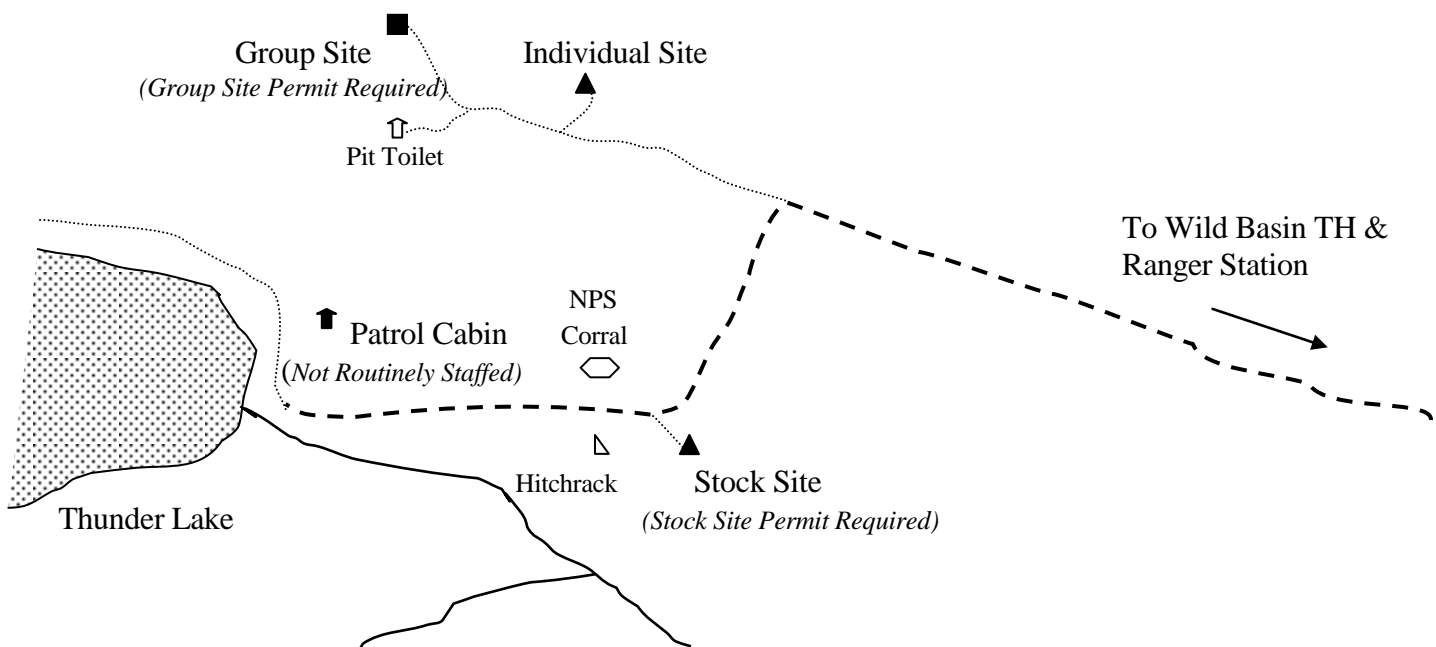 Group Site
(Group Site Permit Required)
Individual Site
Pit Toilet
To Wild Basin TH &
Ranger Station
NPS
Corral
Patrol Cabin
(Not Routinely Staffed)
Hitchrack
Stock Site
(Stock Site Permit Required)
Thunder Lake